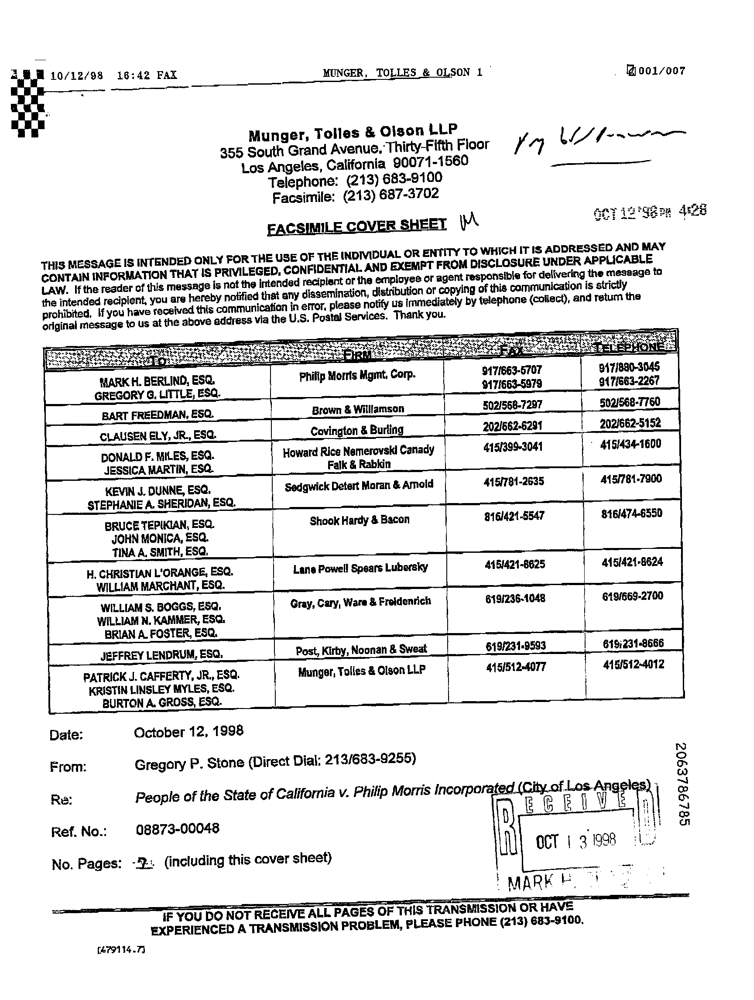 10/12/98 16:42 FAX MUNGER, TOLLES & OLSON 1 001/007
Munger, Tolles & Olson LLP
355 South Grand Avenue, Thirty-Fifth Floor
Los Angeles, California 90071-1560
Telephone: (213) 683-9100
Facsimile: (213) 687-3702
OCT 12 '98 PM 4:28
FACSIMILE COVER SHEET M
THIS MESSAGE IS INTENDED ONLY FOR THE USE OF THE INDIVIDUAL OR ENTITY TO WHICH IT IS ADDRESSED AND MAY
CONTAIN INFORMATION THAT IS PRIVILEGED, CONFIDENTIAL AND EXEMPT FROM DISCLOSURE UNDER APPLICABLE
LAW. If the reader of this message is not the intended recipient or the employee or agent responsible for delivering the message to
the intended recipient, you are hereby notified that any dissemination, distribution or copying of this communication is strictly
prohibited. If you have received this communication in error, please notify us immediately by telephone (collect), and return the
original message to us at the above address via the U.S. Postal Services. Thank you.
TO FIRM FAX TELEPHONE
MARK H. BERLIND, ESQ. Philip Morris Mgmt. Corp. 917/663-5707 917/880-3045
GREGORY G. LITTLE, ESQ. 917/663-5979 917/663-2267
BART FREEDMAN, ESQ. Brown & Williamson 502/568-7297 502/568-7760
CLAUSEN ELY, JR., ESQ. Covington & Burling 202/662-6291 202/662-5152
DONALD F. MILES, ESQ. Howard Rice Nemerovski Canady 415/399-3041 415/434-1600
JESSICA MARTIN, ESQ. Falk & Rabkin
KEVIN J. DUNNE, ESQ. Sedgwick Detert Moran & Arnold 415/781-2635 415/781-7900
STEPHANIE A. SHERIDAN, ESQ.
BRUCE TEPIKIAN, ESQ. Shook Hardy & Bacon 816/421-5547 816/474-6550
JOHN MONICA, ESQ.
TINA A. SMITH, ESQ.
H. CHRISTIAN L'ORANGE, ESQ. Lane Powell Spears Lubersky 415/421-8625 415/421-8624
WILLIAM MARCHANT, ESQ.
WILLIAM S. BOGGS, ESQ. Gray, Cary, Ware & Freidenrich 619/236-1048 619/669-2700
WILLIAM N. KAMMER, ESQ.
BRIAN A. FOSTER, ESQ.
JEFFREY LENDRUM, ESQ. Post, Kirby, Noonan & Sweat 619/231-9593 619/231-8666
PATRICK J. CAFFERTY, JR., ESQ. Munger, Tolles & Olson LLP 415/512-4077 415/512-4012
KRISTIN LINSLEY MYLES, ESQ.
BURTON A. GROSS, ESQ.
Date: October 12, 1998
From: Gregory P. Stone (Direct Dial: 213/683-9255)
Re: People of the State of California v. Philip Morris Incorporated (City of Los Angeles)
Ref. No.: 08873-00048
No. Pages: 7 (including this cover sheet)
RECEIVED
OCT 13 1998
MARK H.
2063786785
IF YOU DO NOT RECEIVE ALL PAGES OF THIS TRANSMISSION OR HAVE
EXPERIENCED A TRANSMISSION PROBLEM, PLEASE PHONE (213) 683-9100.
[479114.7]